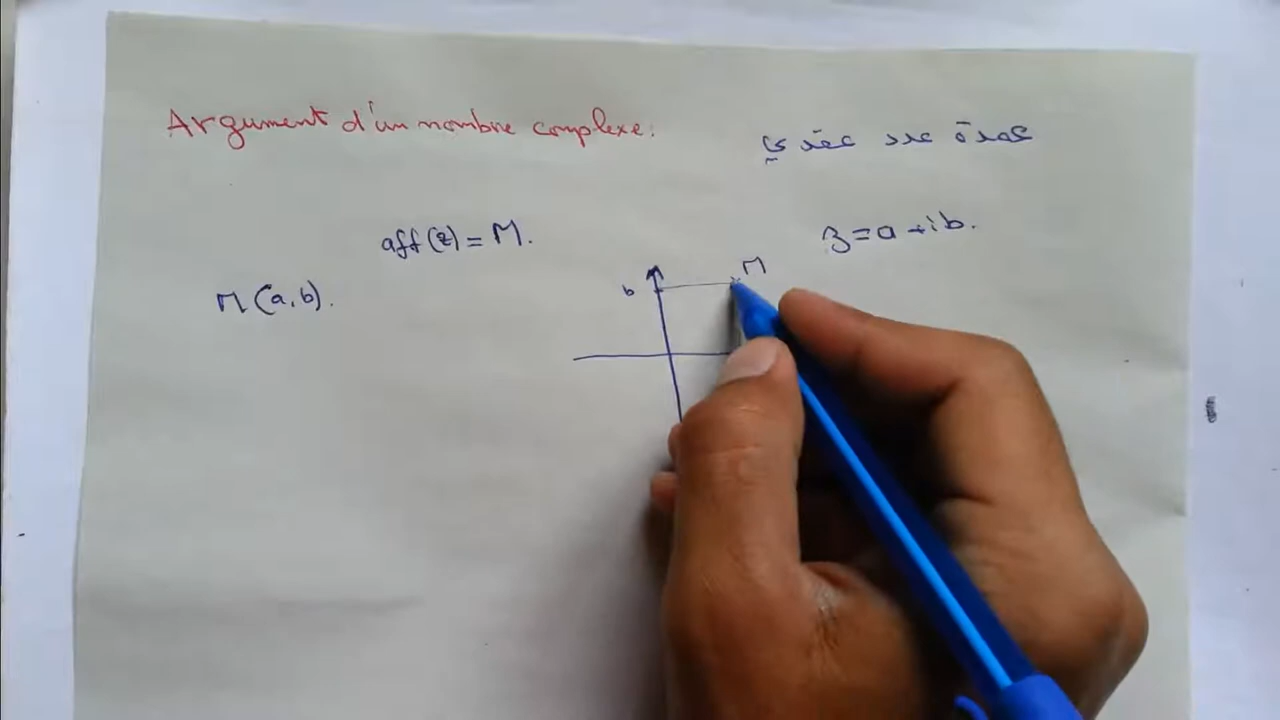 Argument d'un nombre complexe:
عمدة عدد عقدي
aff(z) = M.
z = a + ib.
M(a,b).
M
b